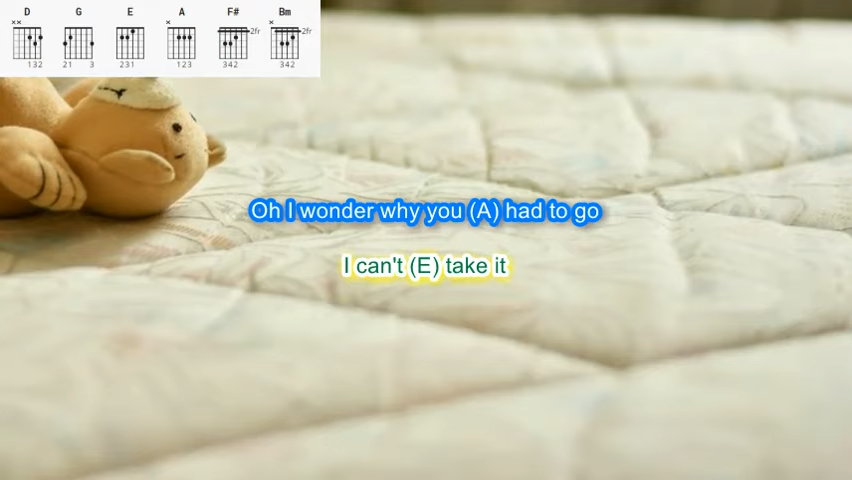 D G E A F# Bm
xx x x
2fr 2fr
132 21 3 231 123 342 342
Oh I wonder why you (A) had to go
I can't (E) take it